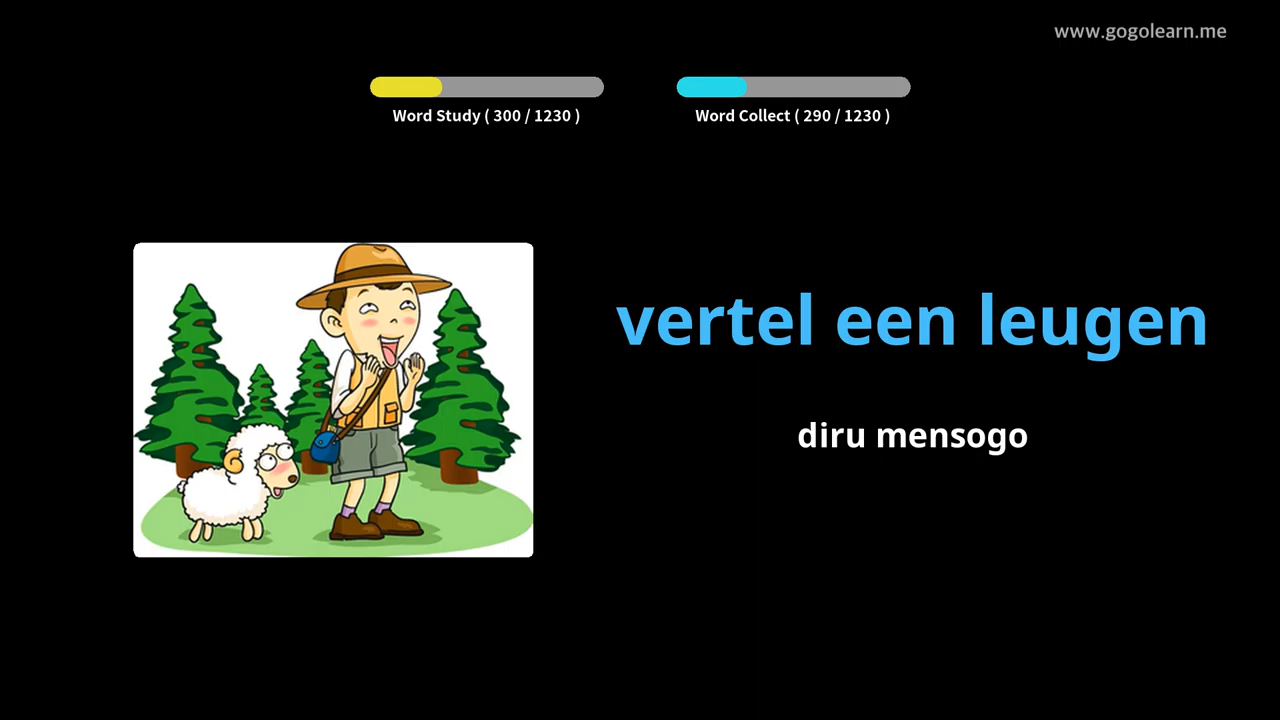 www.gogolearn.me
Word Study ( 300 / 1230 )
Word Collect ( 290 / 1230 )
vertel een leugen
diru mensogo